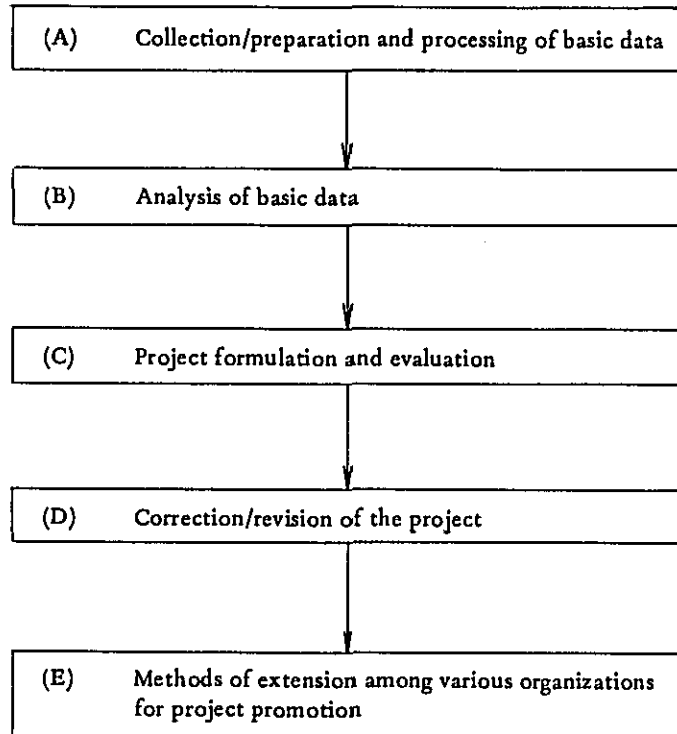 (A) Collection/preparation and processing of basic data
(B) Analysis of basic data
(C) Project formulation and evaluation
(D) Correction/revision of the project
(E) Methods of extension among various organizations
for project promotion